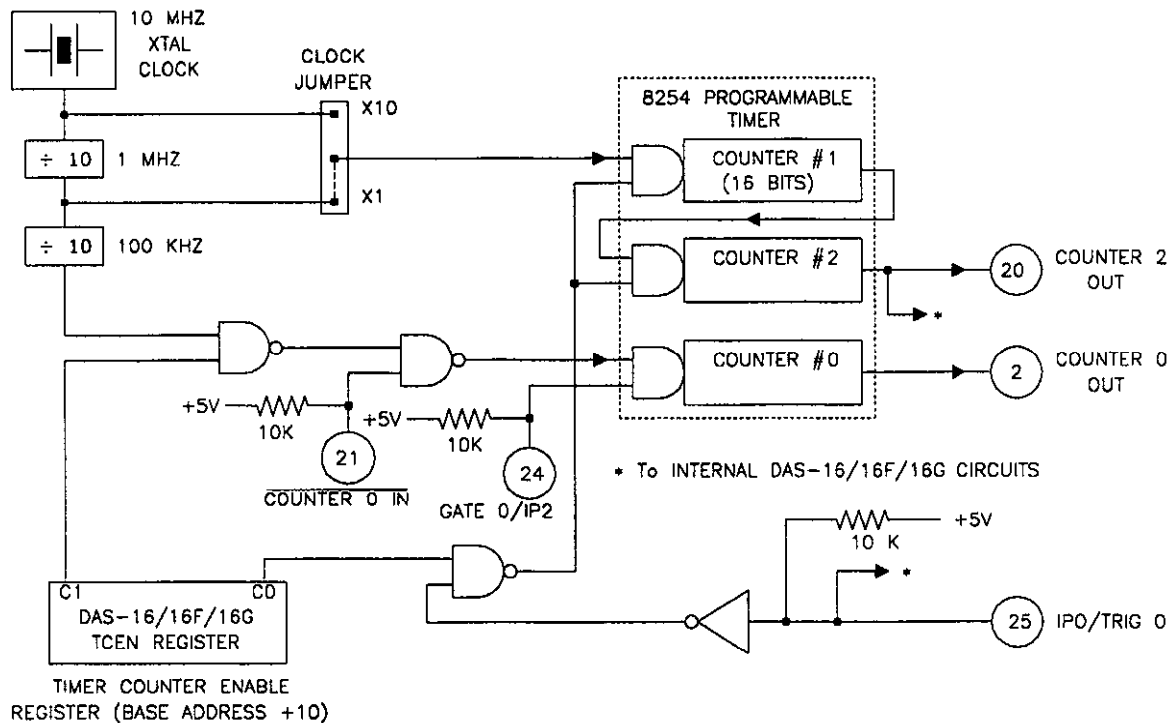 10 MHZ
XTAL
CLOCK
CLOCK
JUMPER
X10
÷ 10
1 MHZ
X1
÷ 10
100 KHZ
8254 PROGRAMMABLE
TIMER
COUNTER #1
(16 BITS)
COUNTER #2
20
COUNTER 2
OUT
*
COUNTER #0
2
COUNTER 0
OUT
+5V
10K
21
COUNTER 0 IN
+5V
10K
24
GATE 0/IP2
* To INTERNAL DAS-16/16F/16G CIRCUITS
+5V
10 K
*
25
IPO/TRIG 0
C1
CO
DAS-16/16F/16G
TCEN REGISTER
TIMER COUNTER ENABLE
REGISTER (BASE ADDRESS +10)